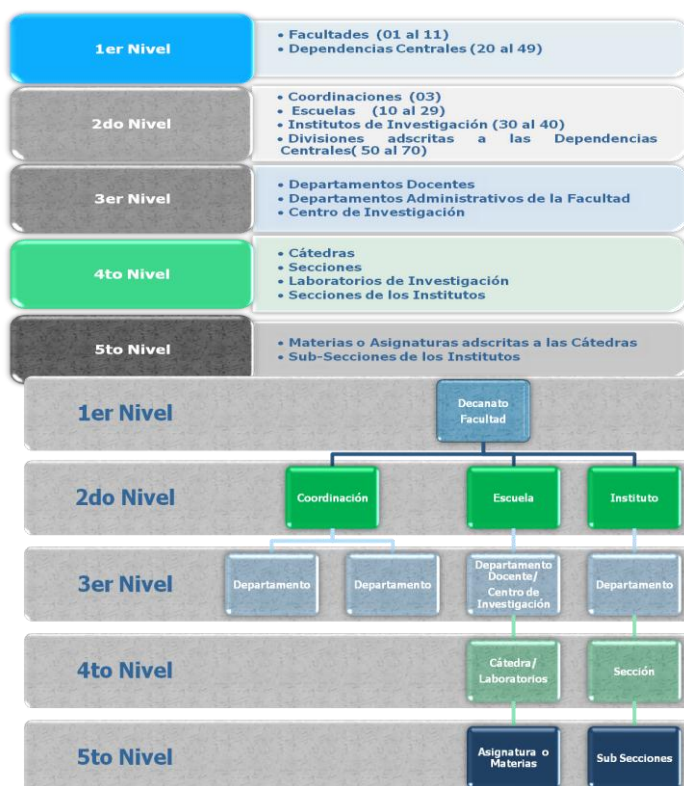 1er Nivel
• Facultades (01 al 11)
• Dependencias Centrales (20 al 49)
2do Nivel
• Coordinaciones (03)
• Escuelas (10 al 29)
• Institutos de Investigación (30 al 40)
• Divisiones adscritas a las Dependencias
Centrales( 50 al 70)
3er Nivel
• Departamentos Docentes
• Departamentos Administrativos de la Facultad
• Centro de Investigación
4to Nivel
• Cátedras
• Secciones
• Laboratorios de Investigación
• Secciones de los Institutos
5to Nivel
• Materias o Asignaturas adscritas a las Cátedras
• Sub-Secciones de los Institutos
1er Nivel
Decanato
Facultad
2do Nivel
Coordinación
Escuela
Instituto
3er Nivel
Departamento
Departamento
Departamento
Docente/
Centro de
Investigación
Departamento
4to Nivel
Cátedra/
Laboratorios
Sección
5to Nivel
Asignatura o
Materias
Sub Secciones